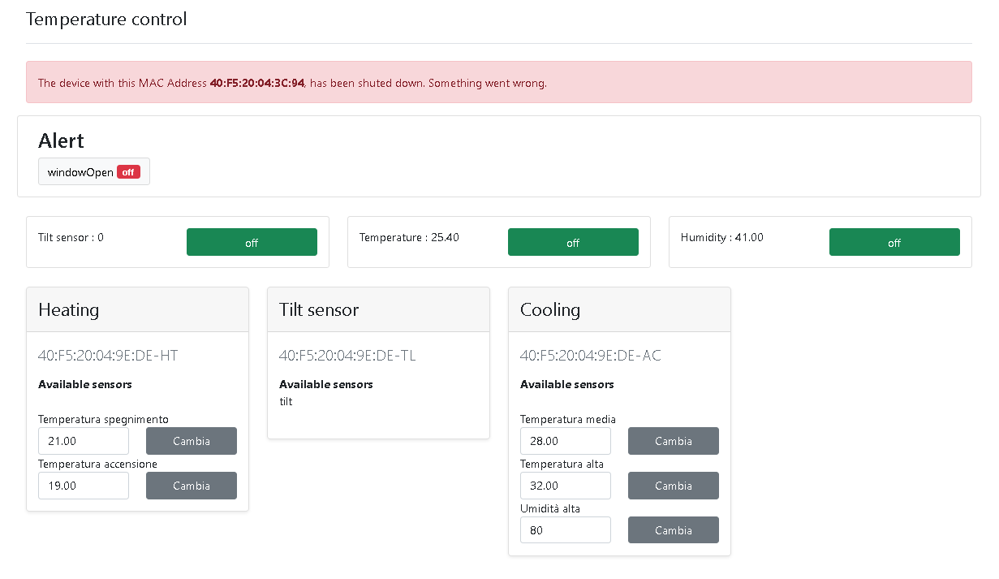 Temperature control
The device with this MAC Address 40:F5:20:04:3C:94, has been shuted down. Something went wrong.
Alert
windowOpen off
Tilt sensor : 0
off
Temperature : 25.40
off
Humidity : 41.00
off
Heating
40:F5:20:04:9E:DE-HT
Available sensors
Temperatura spegnimento
21.00
Cambia
Temperatura accensione
19.00
Cambia
Tilt sensor
40:F5:20:04:9E:DE-TL
Available sensors
tilt
Cooling
40:F5:20:04:9E:DE-AC
Available sensors
Temperatura media
28.00
Cambia
Temperatura alta
32.00
Cambia
Umidità alta
80
Cambia